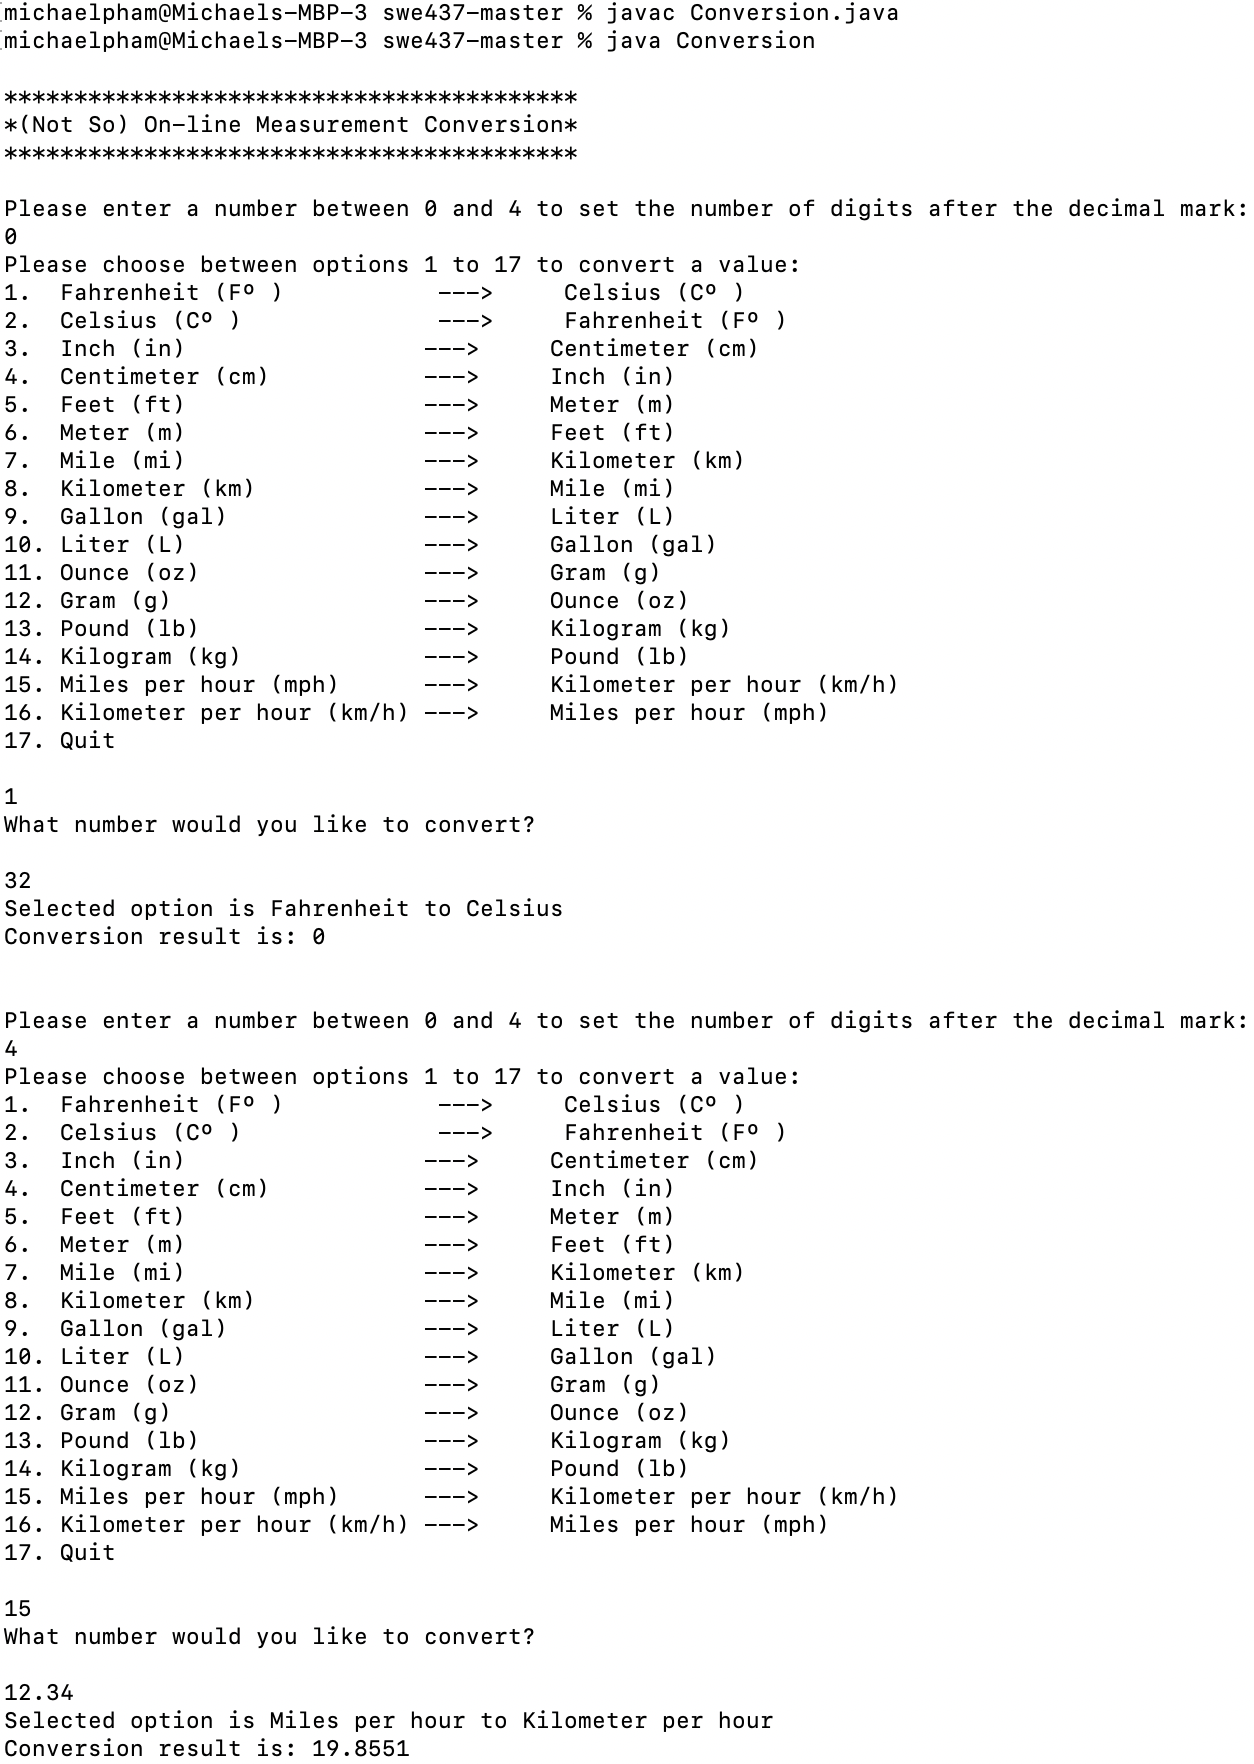 michaelpham@Michaels-MBP-3 swe437-master % javac Conversion.java
michaelpham@Michaels-MBP-3 swe437-master % java Conversion
*****************************************
*(Not So) On-line Measurement Conversion*
*****************************************
Please enter a number between 0 and 4 to set the number of digits after the decimal mark:
0
Please choose between options 1 to 17 to convert a value:
1.  Fahrenheit (Fº )           --->     Celsius (Cº )
2.  Celsius (Cº )              --->     Fahrenheit (Fº )
3.  Inch (in)                 --->     Centimeter (cm)
4.  Centimeter (cm)           --->     Inch (in)
5.  Feet (ft)                 --->     Meter (m)
6.  Meter (m)                 --->     Feet (ft)
7.  Mile (mi)                 --->     Kilometer (km)
8.  Kilometer (km)            --->     Mile (mi)
9.  Gallon (gal)              --->     Liter (L)
10. Liter (L)                 --->     Gallon (gal)
11. Ounce (oz)                --->     Gram (g)
12. Gram (g)                  --->     Ounce (oz)
13. Pound (lb)                --->     Kilogram (kg)
14. Kilogram (kg)             --->     Pound (lb)
15. Miles per hour (mph)      --->     Kilometer per hour (km/h)
16. Kilometer per hour (km/h) --->     Miles per hour (mph)
17. Quit
1
What number would you like to convert?
32
Selected option is Fahrenheit to Celsius
Conversion result is: 0
Please enter a number between 0 and 4 to set the number of digits after the decimal mark:
4
Please choose between options 1 to 17 to convert a value:
1.  Fahrenheit (Fº )           --->     Celsius (Cº )
2.  Celsius (Cº )              --->     Fahrenheit (Fº )
3.  Inch (in)                 --->     Centimeter (cm)
4.  Centimeter (cm)           --->     Inch (in)
5.  Feet (ft)                 --->     Meter (m)
6.  Meter (m)                 --->     Feet (ft)
7.  Mile (mi)                 --->     Kilometer (km)
8.  Kilometer (km)            --->     Mile (mi)
9.  Gallon (gal)              --->     Liter (L)
10. Liter (L)                 --->     Gallon (gal)
11. Ounce (oz)                --->     Gram (g)
12. Gram (g)                  --->     Ounce (oz)
13. Pound (lb)                --->     Kilogram (kg)
14. Kilogram (kg)             --->     Pound (lb)
15. Miles per hour (mph)      --->     Kilometer per hour (km/h)
16. Kilometer per hour (km/h) --->     Miles per hour (mph)
17. Quit
15
What number would you like to convert?
12.34
Selected option is Miles per hour to Kilometer per hour
Conversion result is: 19.8551